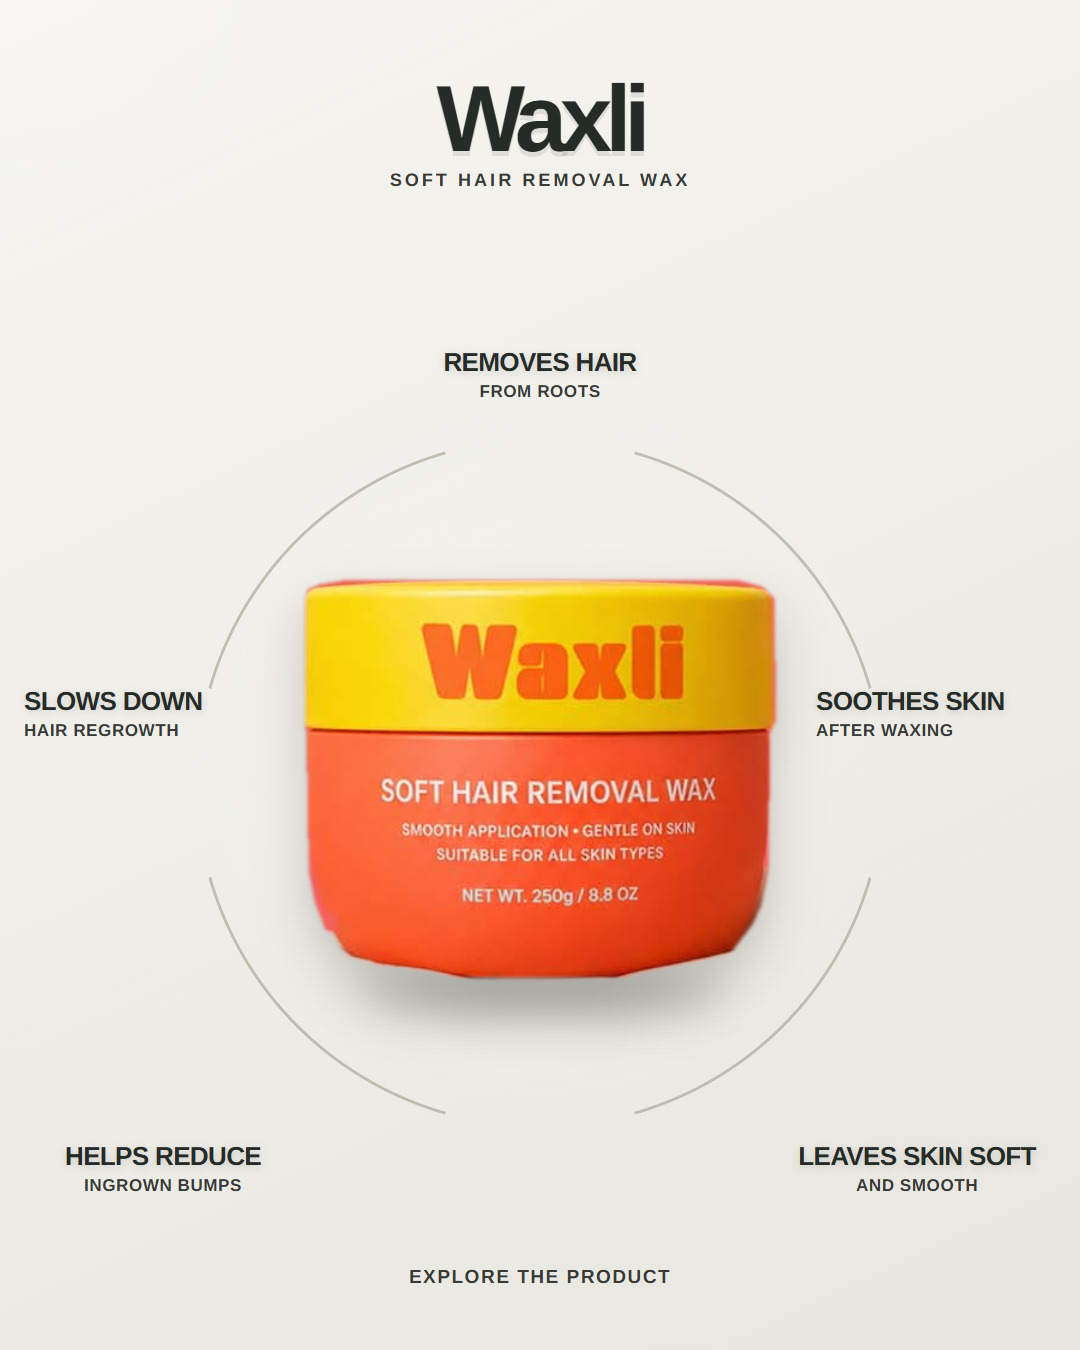 Waxli
SOFT HAIR REMOVAL WAX
REMOVES HAIR
FROM ROOTS
SLOWS DOWN
HAIR REGROWTH
SOOTHES SKIN
AFTER WAXING
Waxli
SOFT HAIR REMOVAL WAX
SMOOTH APPLICATION • GENTLE ON SKIN
SUITABLE FOR ALL SKIN TYPES
NET WT. 250g / 8.8 OZ
HELPS REDUCE
INGROWN BUMPS
LEAVES SKIN SOFT
AND SMOOTH
EXPLORE THE PRODUCT